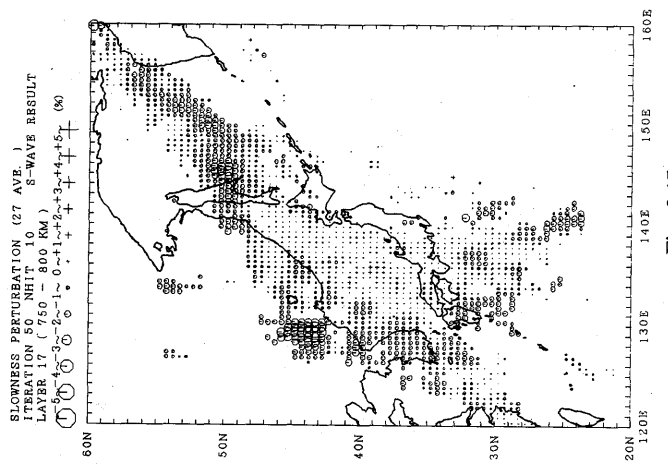 SLOWNESS PERTURBATION (27 AVE. )
ITERATION 50 NHIT 10 S-WAVE RESULT
LAYER 17 ( 750 - 800 KM)
-5~ 4~-3~-2~-1~ 0~+1~+2~+3~+4~+5~ (%)
60N
50N
40N
30N
20N
120E
130E
140E
150E
160E